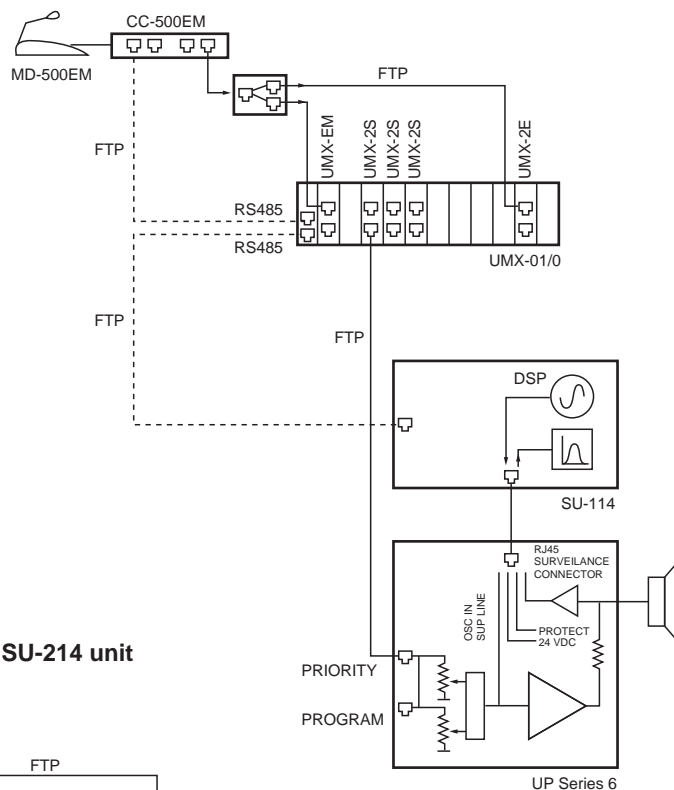 CC-500EM
MD-500EM
FTP
UMX-EM
UMX-2S
UMX-2S
UMX-2S
UMX-2E
FTP
RS485
RS485
UMX-01/0
FTP
FTP
DSP
SU-114
RJ45
SURVEILANCE
CONNECTOR
OSC IN
SUP LINE
PROTECT
24 VDC
SU-214 unit
PRIORITY
PROGRAM
FTP
UP Series 6